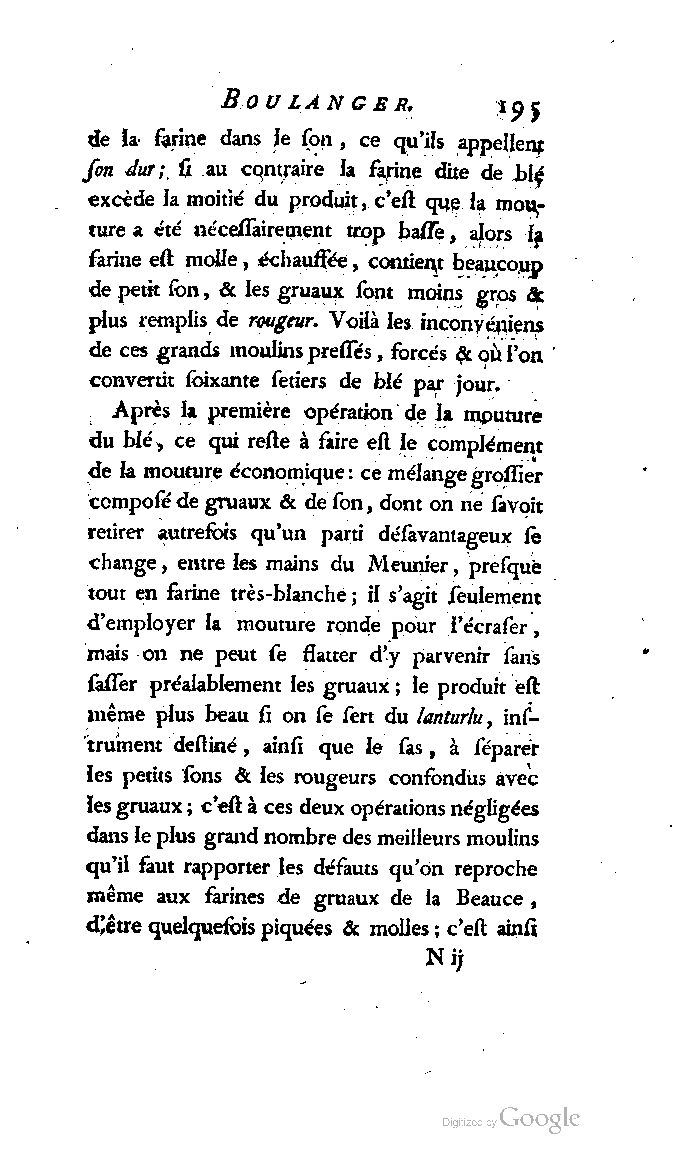 BOULANGER. 195
de la farine dans le ſon, ce qu'ils appellent
ſon dur; ſi au contraire la farine dite de blé
excède la moitié du produit, c'eſt que la mou-
ture a été néceſſairement trop baſſe, alors la
farine eſt molle, échauffée, contient beaucoup
de petit ſon, & les gruaux ſont moins gros &
plus remplis de rougeur. Voilà les inconvéniens
de ces grands moulins preſſés, forcés & où l'on
convertit ſoixante ſetiers de blé par jour.
Après la première opération de la mouture
du blé, ce qui reſte à faire eſt le complément
de la mouture économique: ce mélange groſſier
compoſé de gruaux & de ſon, dont on ne ſavoit
retirer autrefois qu'un parti déſavantageux ſe
change, entre les mains du Meunier, preſque
tout en farine très-blanche; il s'agit ſeulement
d'employer la mouture ronde pour l'écraſer,
mais on ne peut ſe flatter d'y parvenir ſans
ſaſſer préalablement les gruaux; le produit eſt
même plus beau ſi on ſe ſert du lanturlu, inſ-
trument deſtiné, ainſi que le ſas, à ſéparer
les petits ſons & les rougeurs confondus avec
les gruaux; c'eſt à ces deux opérations négligées
dans le plus grand nombre des meilleurs moulins
qu'il faut rapporter les défauts qu'on reproche
même aux farines de gruaux de la Beauce,
d'être quelquefois piquées & molles; c'eſt ainſi
N ij
Digitized by Google